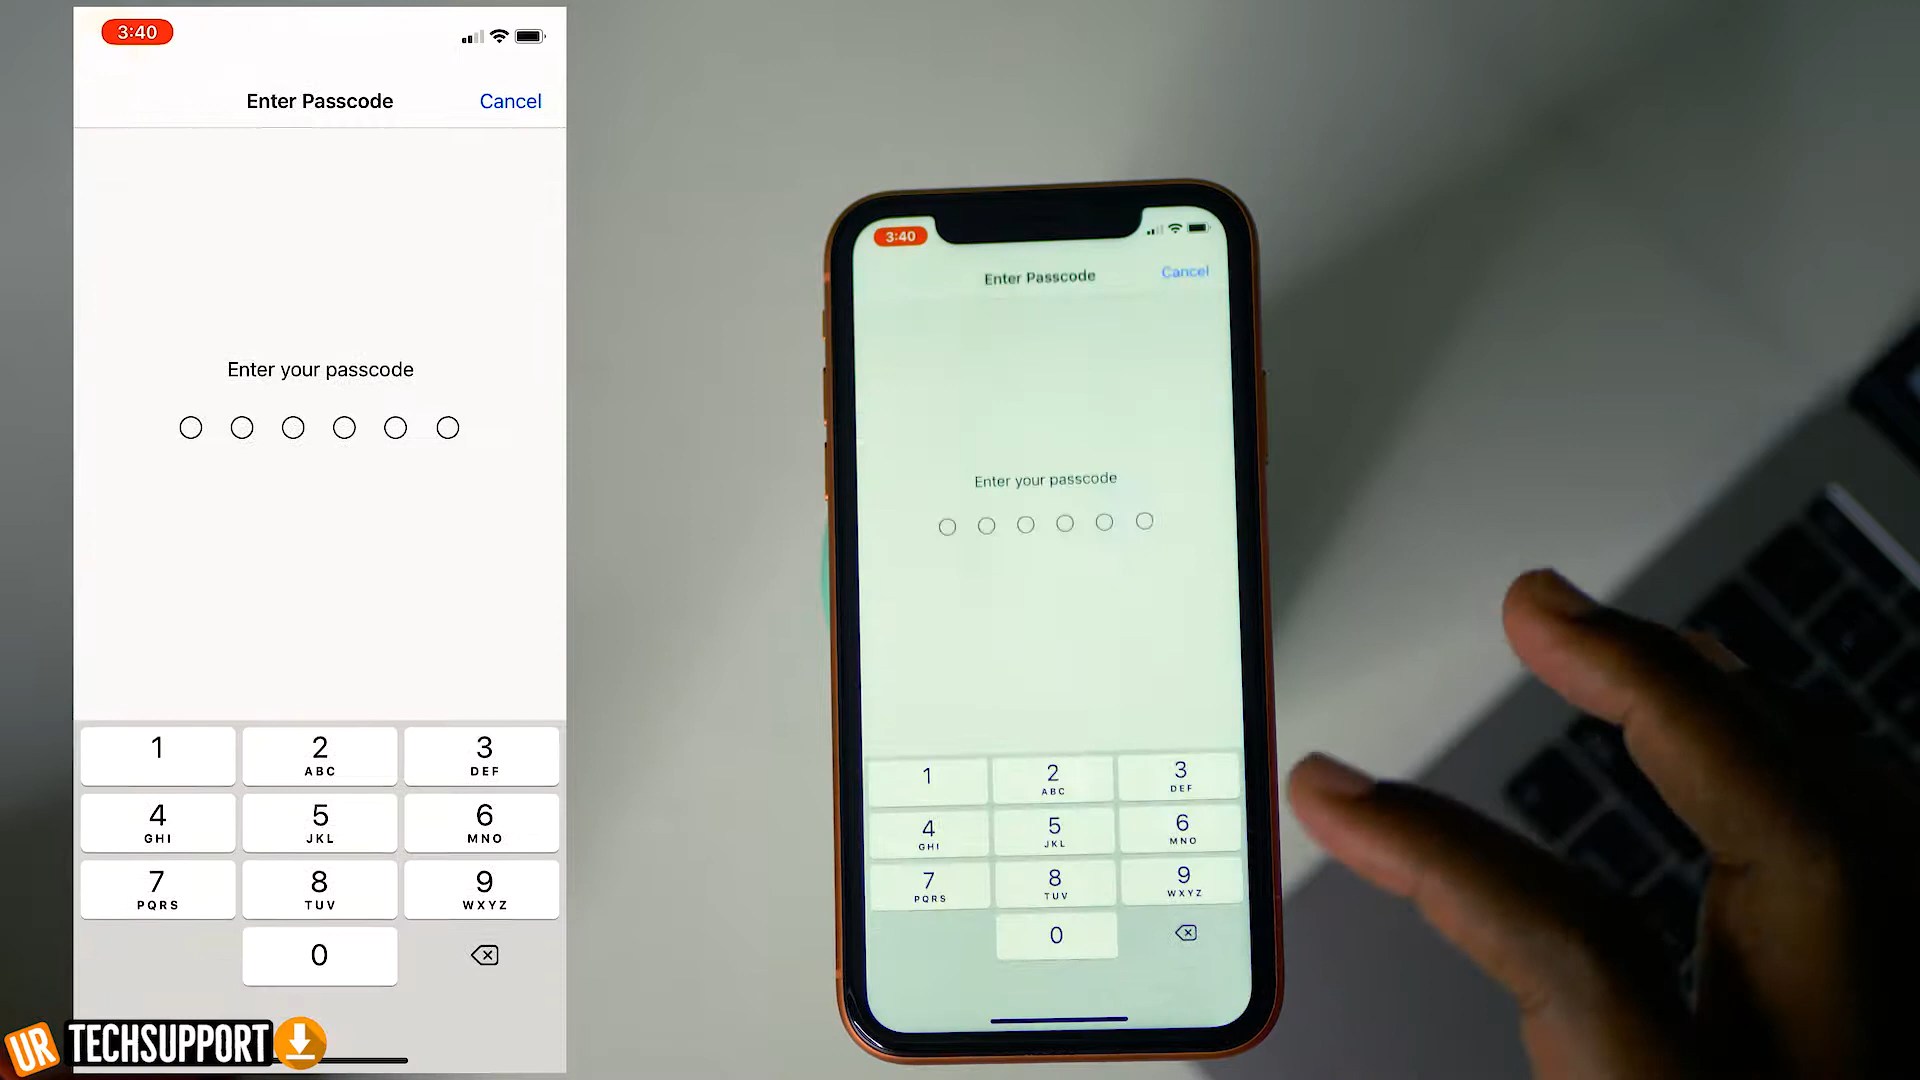 3:40
Enter Passcode Cancel
Enter your passcode
1 2 3
ABC DEF
4 5 6
GHI JKL MNO
7 8 9
PQRS TUV WXYZ
0
UR TECHSUPPORT
3:40
Enter Passcode Cancel
Enter your passcode
1 2 3
ABC DEF
4 5 6
GHI JKL MNO
7 8 9
PQRS TUV WXYZ
0